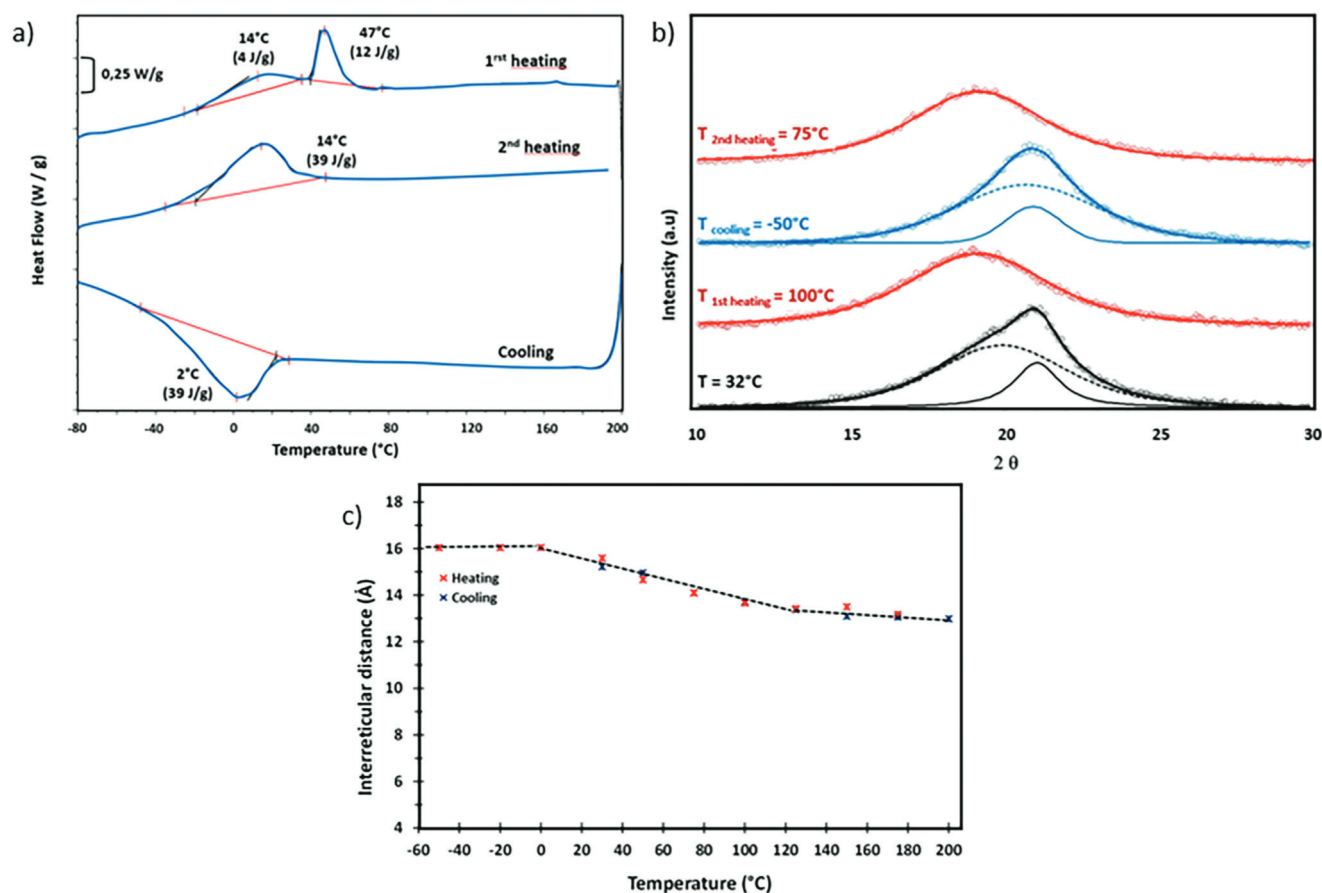 a)
0,25 W/g
14°C
(4 J/g)
47°C
(12 J/g)
1rst heating
14°C
(39 J/g)
2nd heating
2°C
(39 J/g)
Cooling
Heat Flow (W / g)
-80 -40 0 40 80 120 160 200
Temperature (°C)
b)
T 2nd heating = 75°C
T cooling = -50°C
T 1st heating = 100°C
T = 32°C
Intensity (a.u)
10 15 20 25 30
2 θ
c)
18
16
14
12
10
8
6
4
Heating
Cooling
Interreticular distance (Å)
-60 -40 -20 0 20 40 60 80 100 120 140 160 180 200
Temperature (°C)